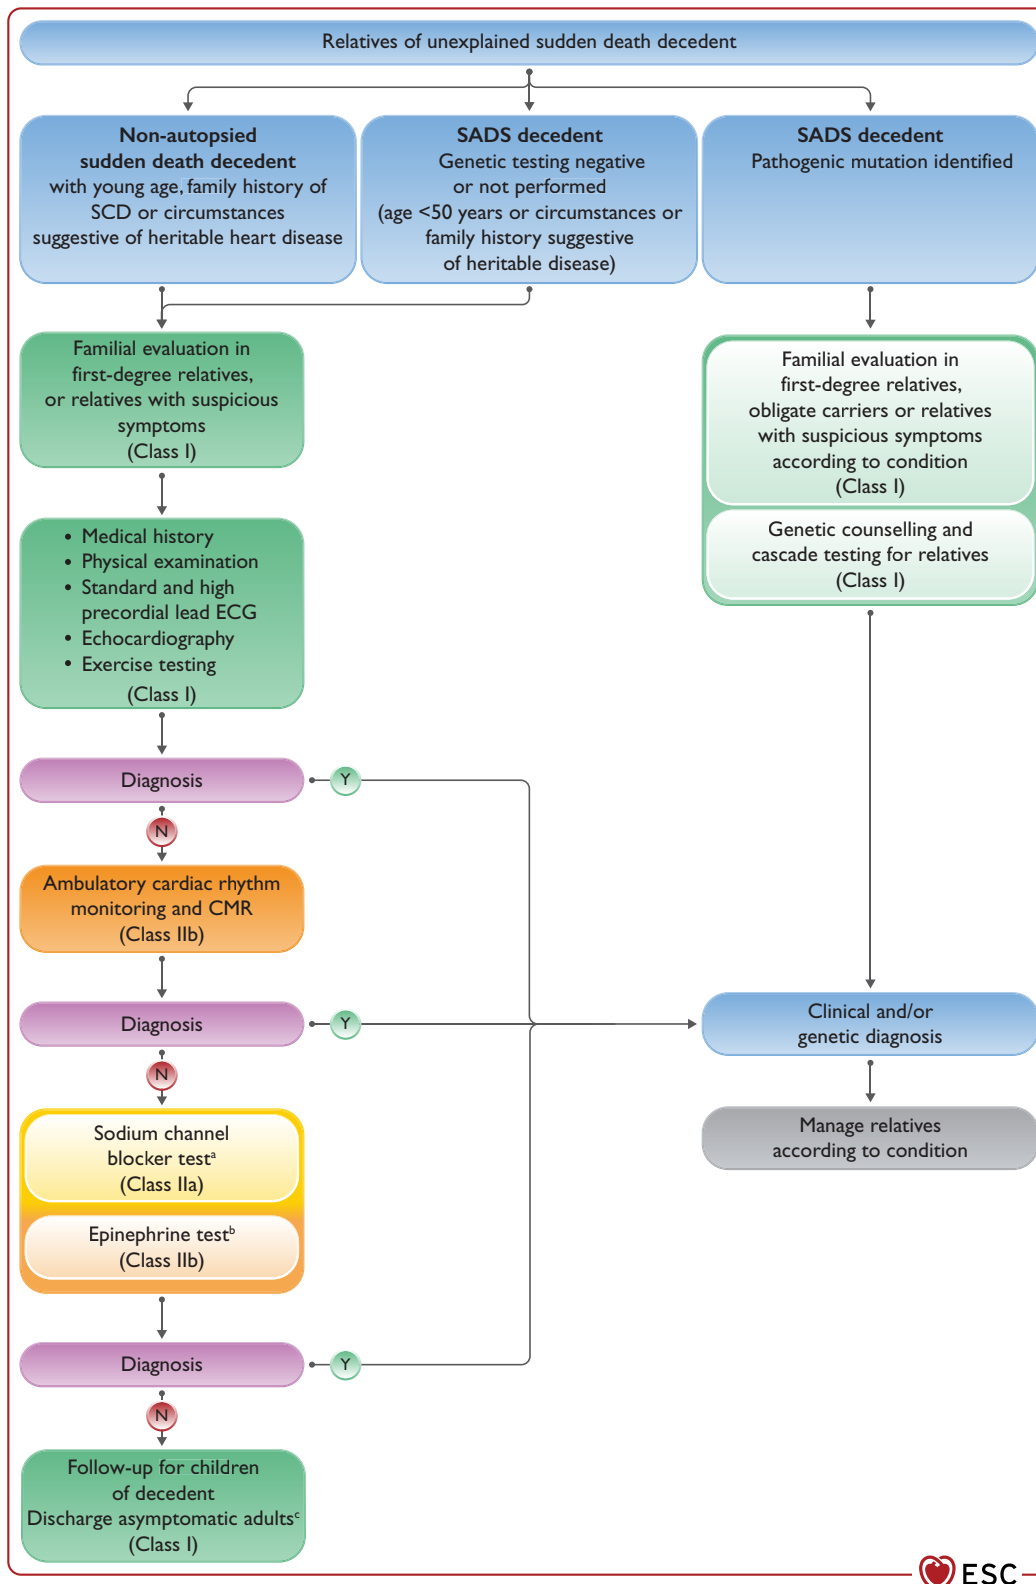 Relatives of unexplained sudden death decedent
Non-autopsied
sudden death decedent
with young age, family history of
SCD or circumstances
suggestive of heritable heart disease
SADS decedent
Genetic testing negative
or not performed
(age <50 years or circumstances or
family history suggestive
of heritable disease)
SADS decedent
Pathogenic mutation identified
Familial evaluation in
first-degree relatives,
or relatives with suspicious
symptoms
(Class I)
Familial evaluation in
first-degree relatives,
obligate carriers or relatives
with suspicious symptoms
according to condition
(Class I)
Genetic counselling and
cascade testing for relatives
(Class I)
• Medical history
• Physical examination
• Standard and high
precordial lead ECG
• Echocardiography
• Exercise testing
(Class I)
Diagnosis
Y
N
Ambulatory cardiac rhythm
monitoring and CMR
(Class IIb)
Diagnosis
Y
N
Clinical and/or
genetic diagnosis
Manage relatives
according to condition
Sodium channel
blocker testᵃ
(Class IIa)
Epinephrine testᵇ
(Class IIb)
Diagnosis
Y
N
Follow-up for children
of decedent
Discharge asymptomatic adultsᶜ
(Class I)
ESC